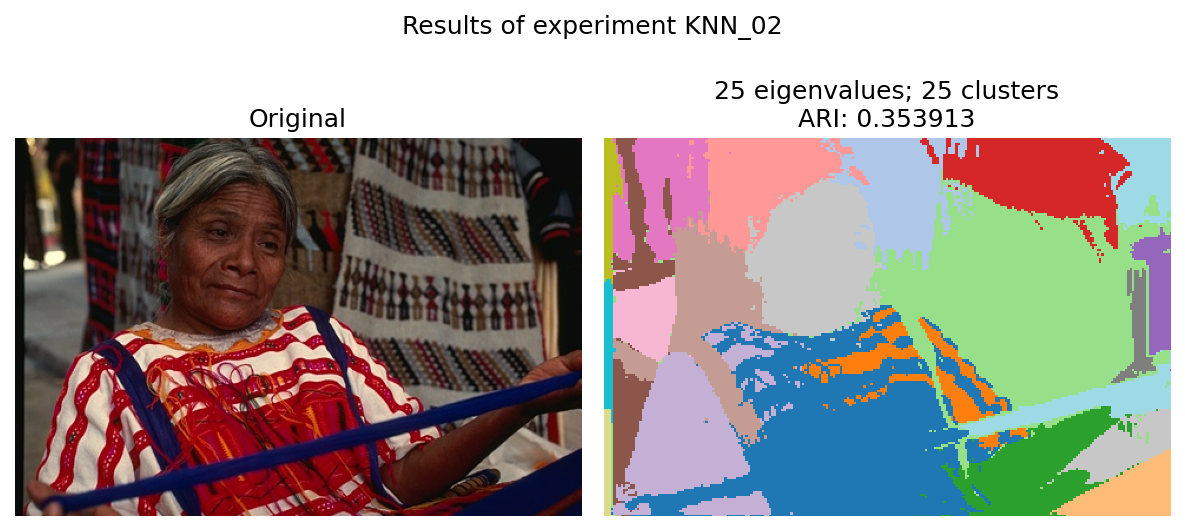 Results of experiment KNN_02
Original
25 eigenvalues; 25 clusters
ARI: 0.353913